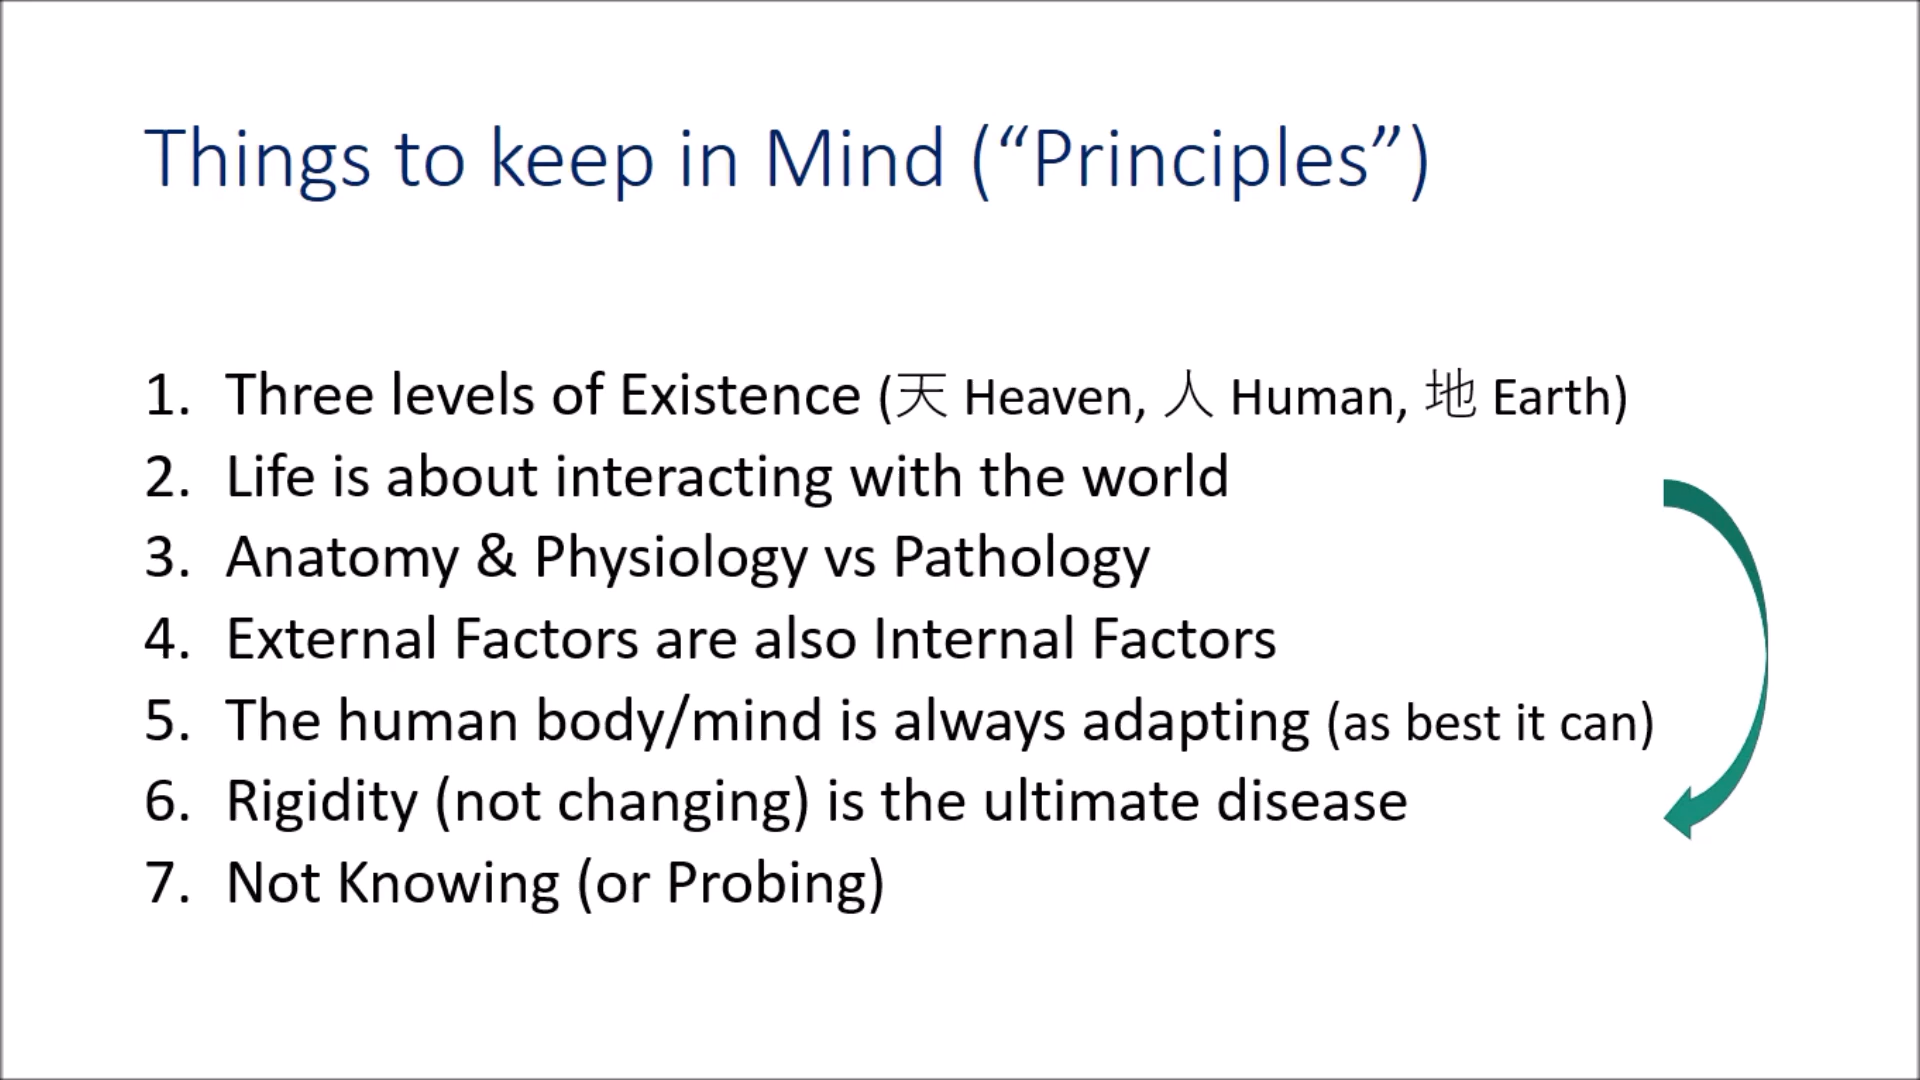 Things to keep in Mind (“Principles”)
1. Three levels of Existence (天 Heaven, 人 Human, 地 Earth)
2. Life is about interacting with the world
3. Anatomy & Physiology vs Pathology
4. External Factors are also Internal Factors
5. The human body/mind is always adapting (as best it can)
6. Rigidity (not changing) is the ultimate disease
7. Not Knowing (or Probing)